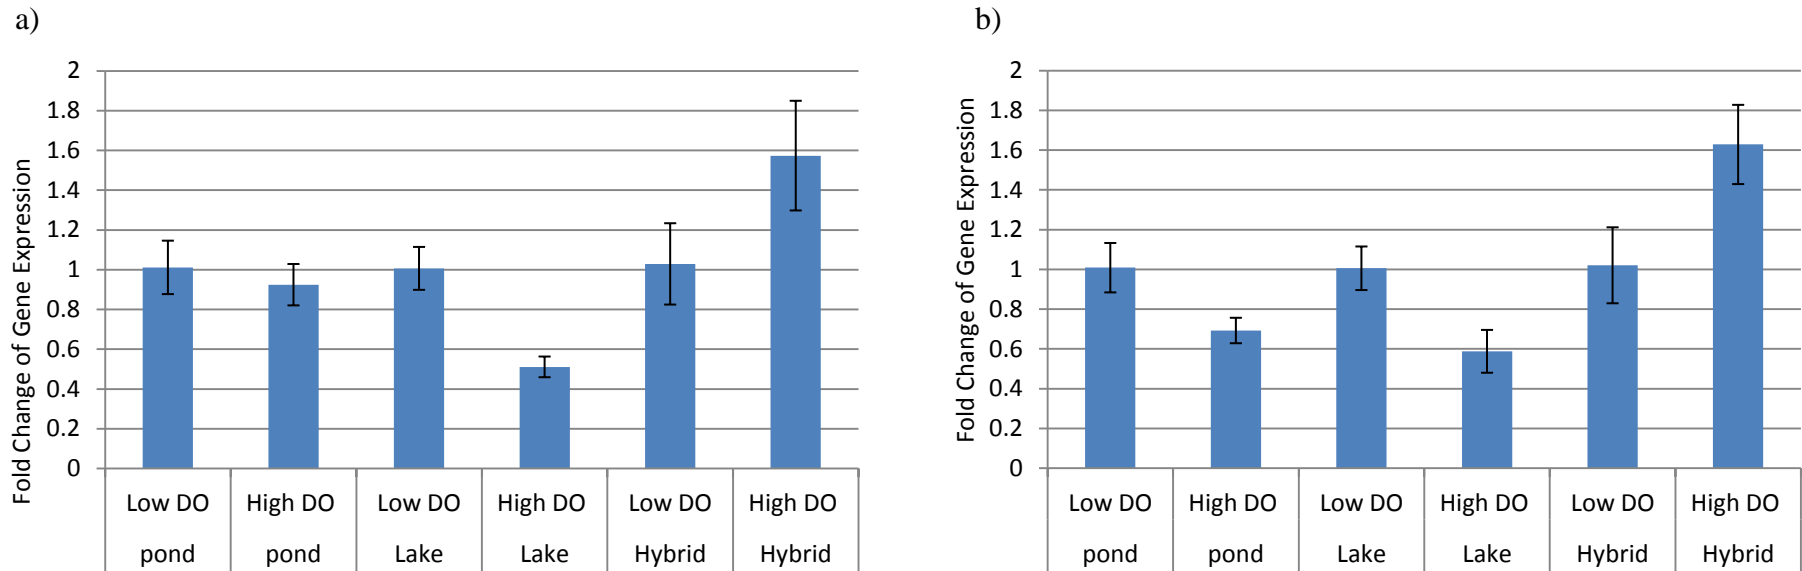 a)
Fold Change of Gene Expression
2
1.8
1.6
1.4
1.2
1
0.8
0.6
0.4
0.2
0
Low DO High DO Low DO High DO Low DO High DO
pond pond Lake Lake Hybrid Hybrid
b)
Fold Change of Gene Expression
2
1.8
1.6
1.4
1.2
1
0.8
0.6
0.4
0.2
0
Low DO High DO Low DO High DO Low DO High DO
pond pond Lake Lake Hybrid Hybrid